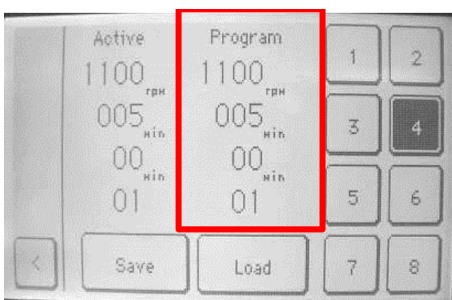 Active Program
1100 rpm 1100 rpm
005 min 005 min
00 min 00 min
01 01
1 2
3 4
5 6
7 8
< Save Load